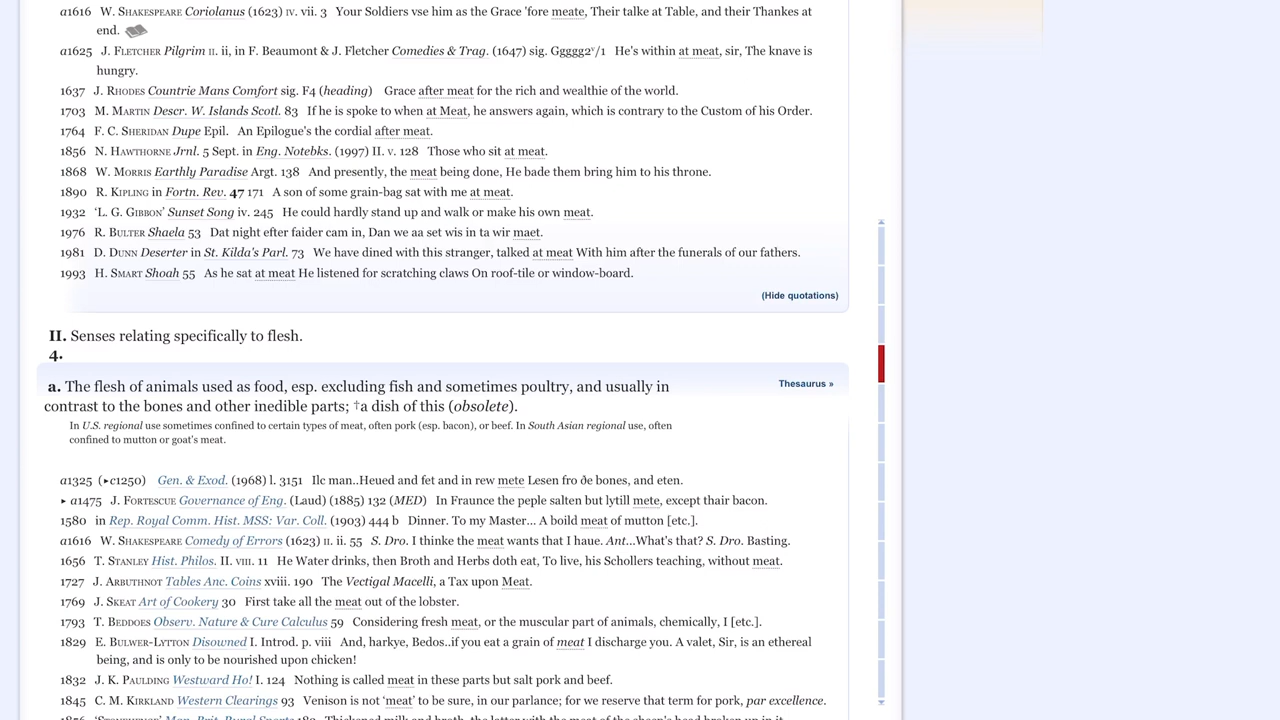 a1616 W. SHAKESPEARE Coriolanus (1623) IV. vii. 3 Your Soldiers vse him as the Grace 'fore meate, Their talke at Table, and their Thankes at
end.
a1625 J. FLETCHER Pilgrim II. ii, in F. Beaumont & J. Fletcher Comedies & Trag. (1647) sig. Ggggg2ᵛ/1 He's within at meat, sir, The knave is
hungry.
1637 J. RHODES Countrie Mans Comfort sig. F4 (heading) Grace after meat for the rich and wealthie of the world.
1703 M. MARTIN Descr. W. Islands Scotl. 83 If he is spoke to when at Meat, he answers again, which is contrary to the Custom of his Order.
1764 F. C. SHERIDAN Dupe Epil. An Epilogue's the cordial after meat.
1856 N. HAWTHORNE Jrnl. 5 Sept. in Eng. Notebks. (1997) II. v. 128 Those who sit at meat.
1868 W. MORRIS Earthly Paradise Argt. 138 And presently, the meat being done, He bade them bring him to his throne.
1890 R. KIPLING in Fortn. Rev. 47 171 A son of some grain-bag sat with me at meat.
1932 ‘L. G. GIBBON’ Sunset Song iv. 245 He could hardly stand up and walk or make his own meat.
1976 R. BULTER Shaela 53 Dat night efter faider cam in, Dan we aa set wis in ta wir maet.
1981 D. DUNN Deserter in St. Kilda's Parl. 73 We have dined with this stranger, talked at meat With him after the funerals of our fathers.
1993 H. SMART Shoah 55 As he sat at meat He listened for scratching claws On roof-tile or window-board.
(Hide quotations)
II. Senses relating specifically to flesh.
4.
a. The flesh of animals used as food, esp. excluding fish and sometimes poultry, and usually in
Thesaurus »
contrast to the bones and other inedible parts; †a dish of this (obsolete).
In U.S. regional use sometimes confined to certain types of meat, often pork (esp. bacon), or beef. In South Asian regional use, often
confined to mutton or goat's meat.
a1325 (▸c1250) Gen. & Exod. (1968) l. 3151 Ilc man..Heued and fet and in rew mete Lesen fro ðe bones, and eten.
▸ a1475 J. FORTESCUE Governance of Eng. (Laud) (1885) 132 (MED) In Fraunce the peple salten but lytill mete, except thair bacon.
1580 in Rep. Royal Comm. Hist. MSS: Var. Coll. (1903) 444 b Dinner. To my Master... A boild meat of mutton [etc.].
a1616 W. SHAKESPEARE Comedy of Errors (1623) II. ii. 55 S. Dro. I thinke the meat wants that I haue. Ant...What's that? S. Dro. Basting.
1656 T. STANLEY Hist. Philos. II. VIII. 11 He Water drinks, then Broth and Herbs doth eat, To live, his Schollers teaching, without meat.
1727 J. ARBUTHNOT Tables Anc. Coins xviii. 190 The Vectigal Macelli, a Tax upon Meat.
1769 J. SKEAT Art of Cookery 30 First take all the meat out of the lobster.
1793 T. BEDDOES Observ. Nature & Cure Calculus 59 Considering fresh meat, or the muscular part of animals, chemically, I [etc.].
1829 E. BULWER-LYTTON Disowned I. Introd. p. viii And, harkye, Bedos..if you eat a grain of meat I discharge you. A valet, Sir, is an ethereal
being, and is only to be nourished upon chicken!
1832 J. K. PAULDING Westward Ho! I. 124 Nothing is called meat in these parts but salt pork and beef.
1845 C. M. KIRKLAND Western Clearings 93 Venison is not ‘meat’ to be sure, in our parlance; for we reserve that term for pork, par excellence.